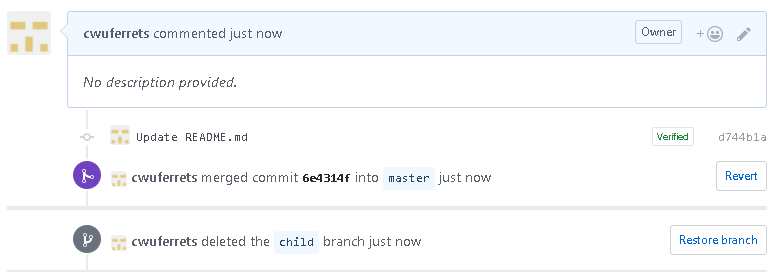 cwuferrets commented just now Owner +
No description provided.
Update README.md Verified d744b1a
cwuferrets merged commit 6e4314f into master just now Revert
cwuferrets deleted the child branch just now Restore branch